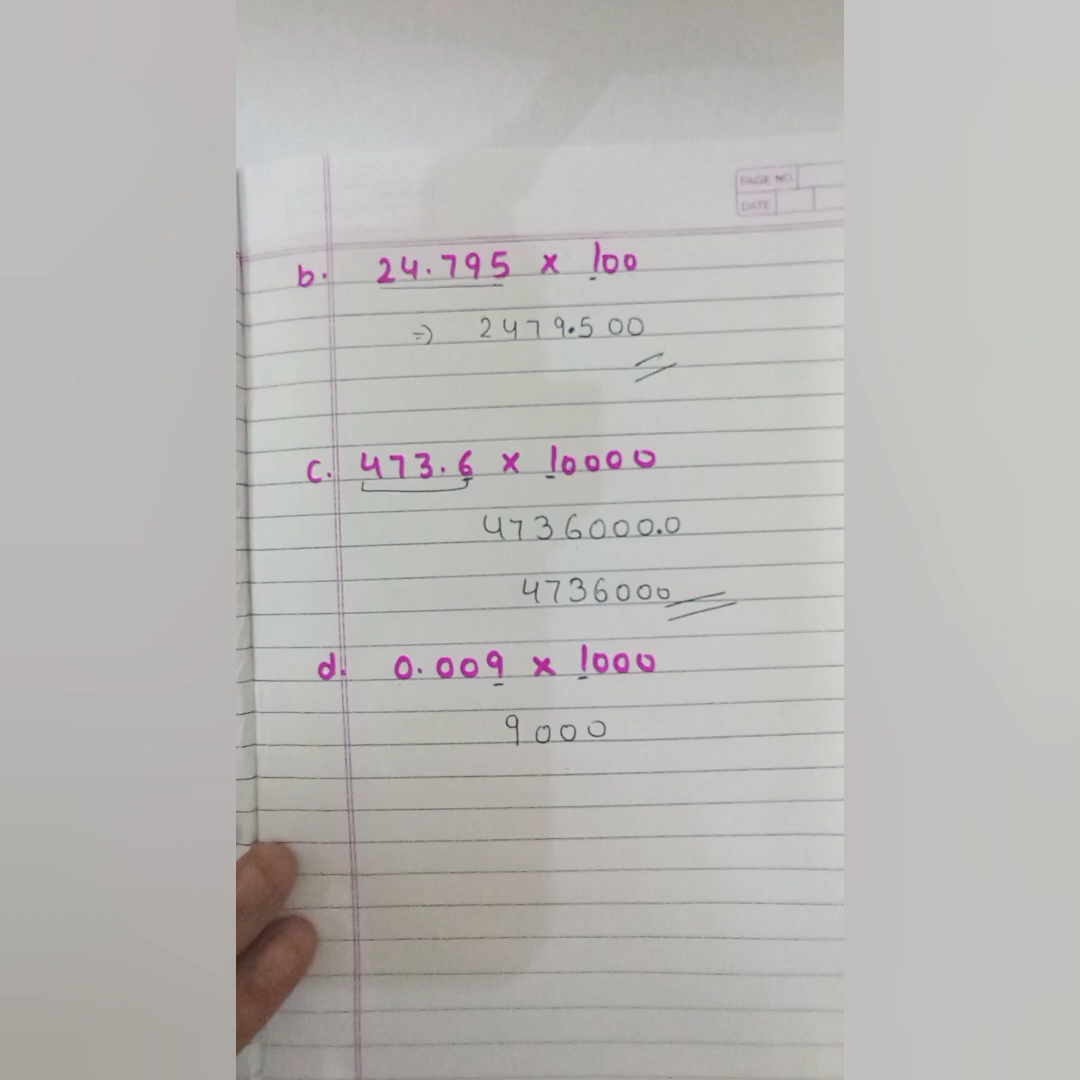 PAGE NO
DATE
b. 24.795 × 100
⇒ 2479.500
c. 473.6 × 10000
4736000.0
4736000
d. 0.009 × 1000
9000